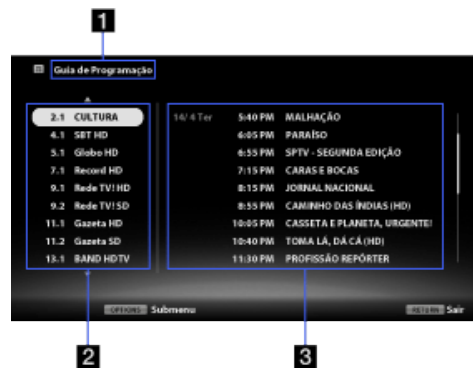 1
Guia de Programação
2.1 CULTURA 14/ 4 Ter 5:40 PM MALHAÇÃO
4.1 SBT HD 6:05 PM PARAÍSO
5.1 Globo HD 6:55 PM SPTV - SEGUNDA EDIÇÃO
7.1 Record HD 7:15 PM CARAS E BOCAS
9.1 Rede TV! HD 8:15 PM JORNAL NACIONAL
9.2 Rede TV! SD 8:55 PM CAMINHO DAS ÍNDIAS (HD)
11.1 Gazeta HD 10:05 PM CASSETA E PLANETA, URGENTE!
11.2 Gazeta SD 10:40 PM TOMA LÁ, DÁ CÁ (HD)
13.1 BAND HDTV 11:30 PM PROFISSÃO REPÓRTER
OPTIONS Submenu RETURN Sair
2 3